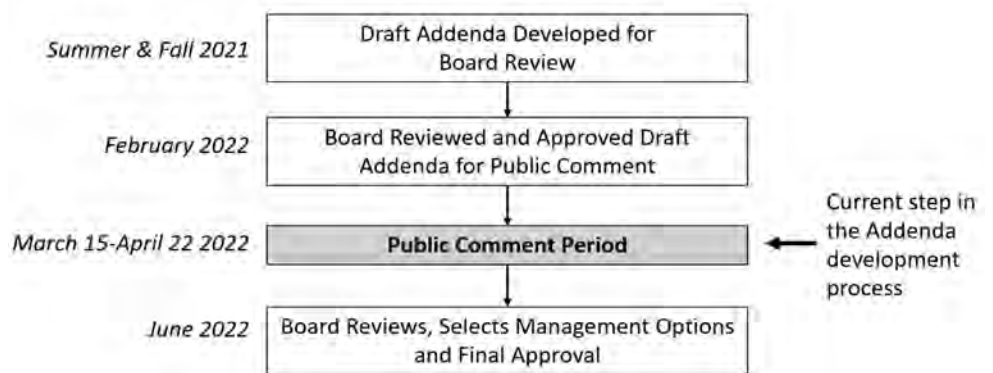 Summer & Fall 2021
Draft Addenda Developed for
Board Review
February 2022
Board Reviewed and Approved Draft
Addenda for Public Comment
March 15-April 22 2022
Public Comment Period
Current step in
the Addenda
development
process
June 2022
Board Reviews, Selects Management Options
and Final Approval